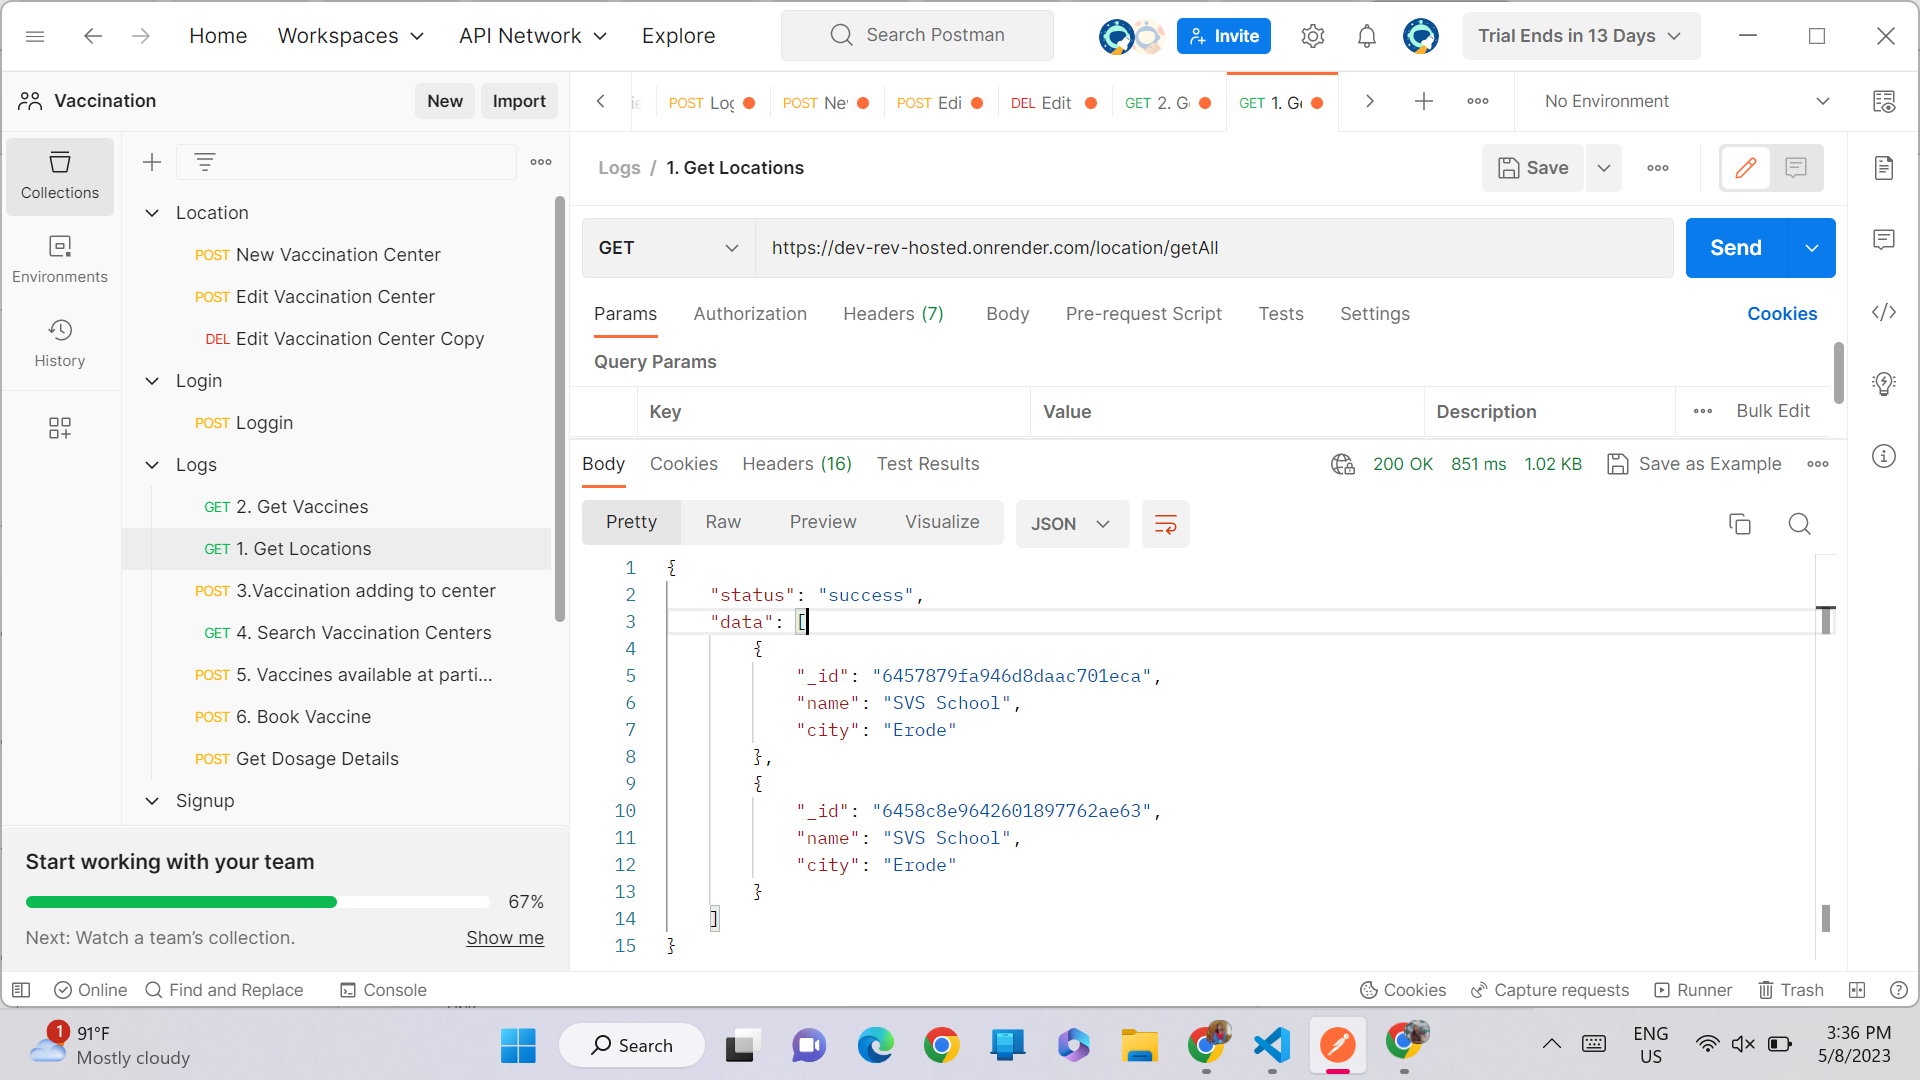 Home
Workspaces
API Network
Explore
Search Postman
Invite
Trial Ends in 13 Days
Vaccination
New
Import
POST Log
POST Ne
POST Edi
DEL Edit
GET 2. G
GET 1. Ge
No Environment
Collections
Environments
History
Location
POST New Vaccination Center
POST Edit Vaccination Center
DEL Edit Vaccination Center Copy
Login
POST Loggin
Logs
GET 2. Get Vaccines
GET 1. Get Locations
POST 3.Vaccination adding to center
GET 4. Search Vaccination Centers
POST 5. Vaccines available at parti...
POST 6. Book Vaccine
POST Get Dosage Details
Signup
Start working with your team
67%
Next: Watch a team's collection.
Show me
Logs / 1. Get Locations
Save
GET
https://dev-rev-hosted.onrender.com/location/getAll
Send
Params
Authorization
Headers (7)
Body
Pre-request Script
Tests
Settings
Cookies
Query Params
Key
Value
Description
Bulk Edit
Body
Cookies
Headers (16)
Test Results
200 OK
851 ms
1.02 KB
Save as Example
Pretty
Raw
Preview
Visualize
JSON
1 {
2 "status": "success",
3 "data": [
4 {
5 "_id": "6457879fa946d8daac701eca",
6 "name": "SVS School",
7 "city": "Erode"
8 },
9 {
10 "_id": "6458c8e9642601897762ae63",
11 "name": "SVS School",
12 "city": "Erode"
13 }
14 ]
15 }
Online
Find and Replace
Console
Cookies
Capture requests
Runner
Trash
1
91°F
Mostly cloudy
Search
ENG
US
3:36 PM
5/8/2023